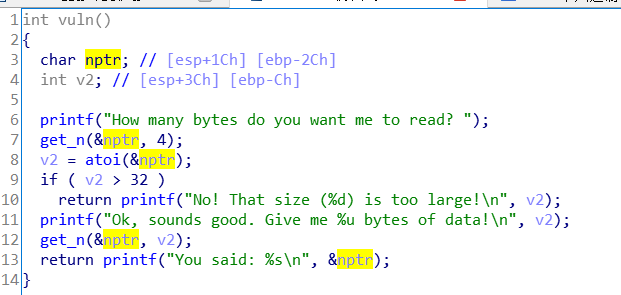 1 int vuln()
2 {
3 char nptr; // [esp+1Ch] [ebp-2Ch]
4 int v2; // [esp+3Ch] [ebp-Ch]
5
6 printf("How many bytes do you want me to read? ");
7 get_n(&nptr, 4);
8 v2 = atoi(&nptr);
9 if ( v2 > 32 )
10 return printf("No! That size (%d) is too large!\n", v2);
11 printf("Ok, sounds good. Give me %u bytes of data!\n", v2);
12 get_n(&nptr, v2);
13 return printf("You said: %s\n", &nptr);
14 }